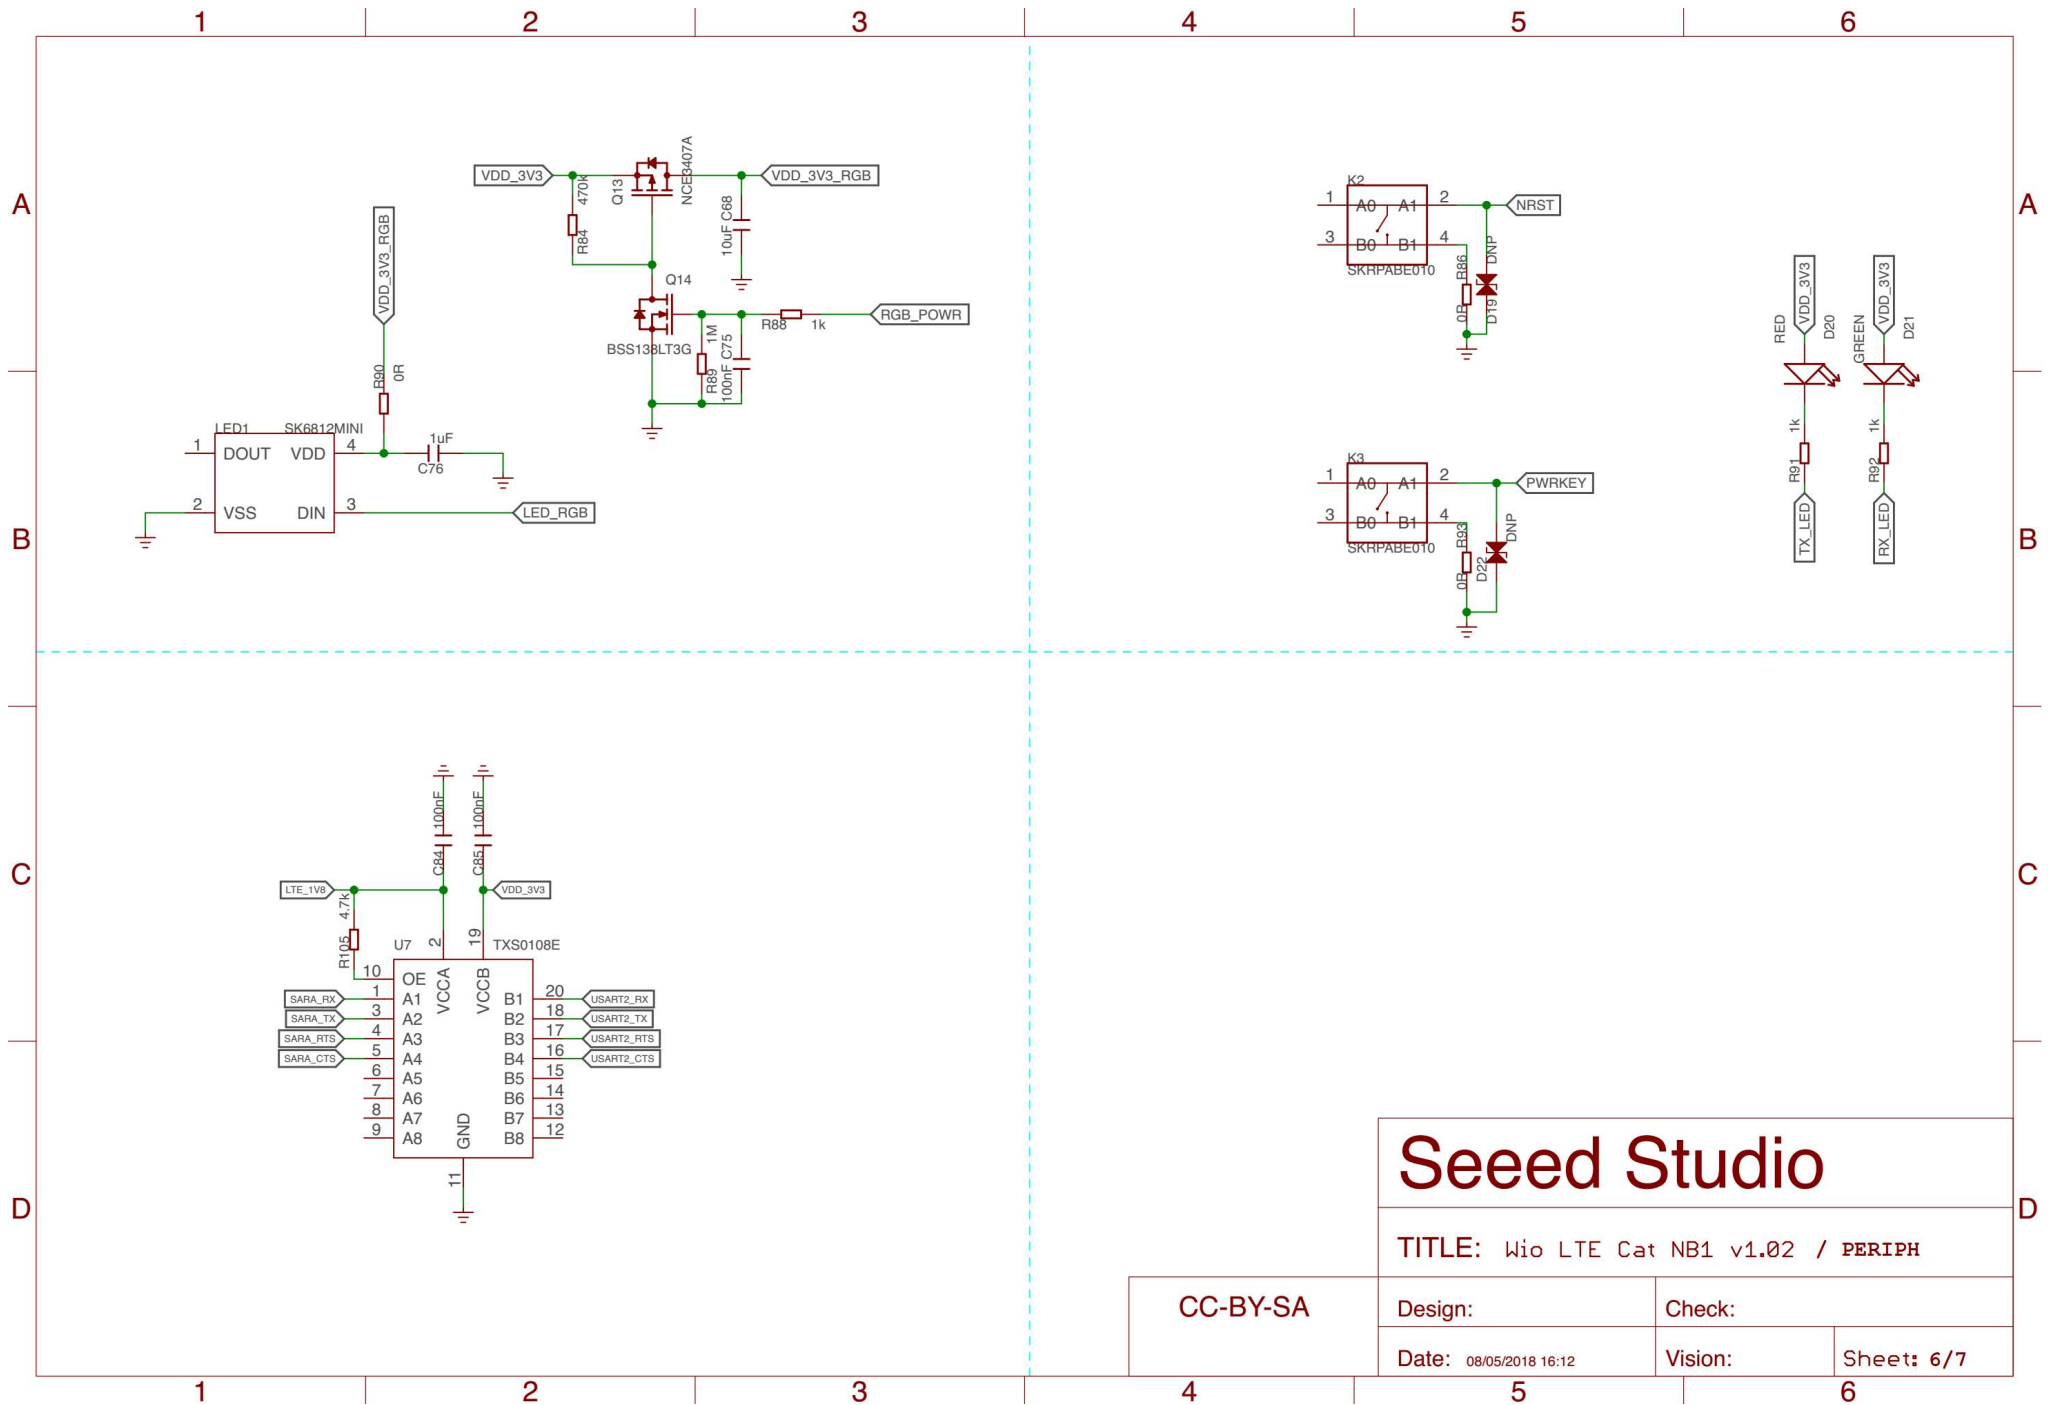 1 2 3 4 5 6
A A
B B
C C
D D
VDD_3V3
470k
R84
Q13
NCE3407A
VDD_3V3_RGB
10uF C68
Q14
BSS138LT3G
1M
R89
100nF C75
R88 1k
RGB_POWR
VDD_3V3_RGB
R90
0R
LED1 SK6812MINI
1 DOUT VDD 4
2 VSS DIN 3
1uF
C76
LED_RGB
K2
1 A0 A1 2
3 B0 B1 4
SKRPABE010
NRST
R86
0R
DNP
D19
K3
1 A0 A1 2
3 B0 B1 4
SKRPABE010
PWRKEY
R93
0R
DNP
D22
VDD_3V3
RED
D20
1k
R91
TX_LED
VDD_3V3
GREEN
D21
1k
R92
RX_LED
100nF
C84
100nF
C85
LTE_1V8
VDD_3V3
4.7k
R105
U7 2 19 TXS0108E
VCCA VCCB
10 OE
SARA_RX 1 A1 B1 20 USART2_RX
SARA_TX 3 A2 B2 18 USART2_TX
SARA_RTS 4 A3 B3 17 USART2_RTS
SARA_CTS 5 A4 B4 16 USART2_CTS
6 A5 B5 15
7 A6 B6 14
8 A7 B7 13
9 A8 B8 12
GND
11
Seeed Studio
TITLE: Wio LTE Cat NB1 v1.02 / PERIPH
CC-BY-SA
Design: Check:
Date: 08/05/2018 16:12 Vision: Sheet: 6/7
1 2 3 4 5 6